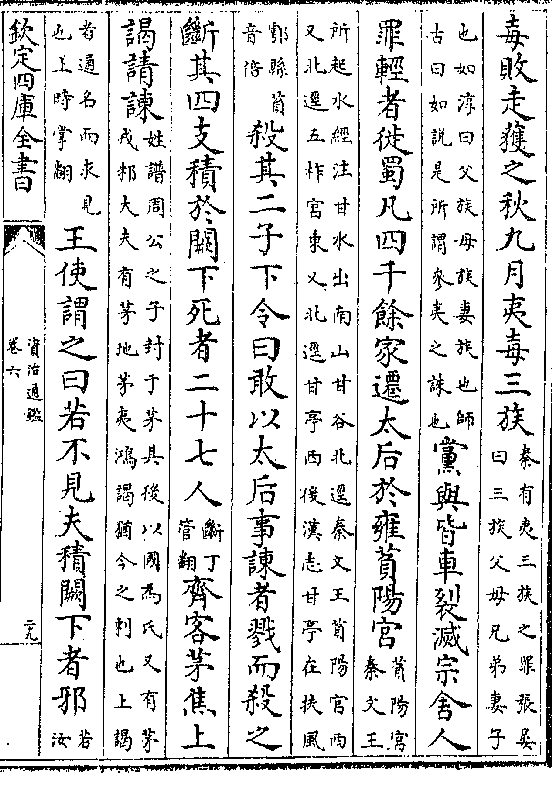 毒敗走獲之秋九月夷毒三族
秦有夷三族之罪張晏
曰三族父母兄弟妻子
也如淳曰父族母族妻族也師
古曰如說是所謂參夷之誅也
黨與皆車裂滅宗舍人
罪輕者徙蜀凡四千餘家遷太后於雍萯陽宮
萯陽宮
秦文王
所起水經注甘水出南山甘谷北逕秦文王萯陽宮西
又北逕五柞宮東又北逕甘亭西後漢志甘亭在扶風
鄠縣萯
音倍
殺其二子下令曰敢以太后事諫者戮而殺之
斷其四支積於闕下死者二十七人
斷丁
管翻
齊客茅焦上
謁請諫
姓譜周公之子封于茅其後以國為氏又有茅
戎邾大夫有茅地茅夷鴻謁猶今之刺也上謁
者通名而求見
也上時掌翻
王使謂之曰若不見夫積闕下者邪
若
汝
欽定四庫全書
資治通鑑
卷六
二九